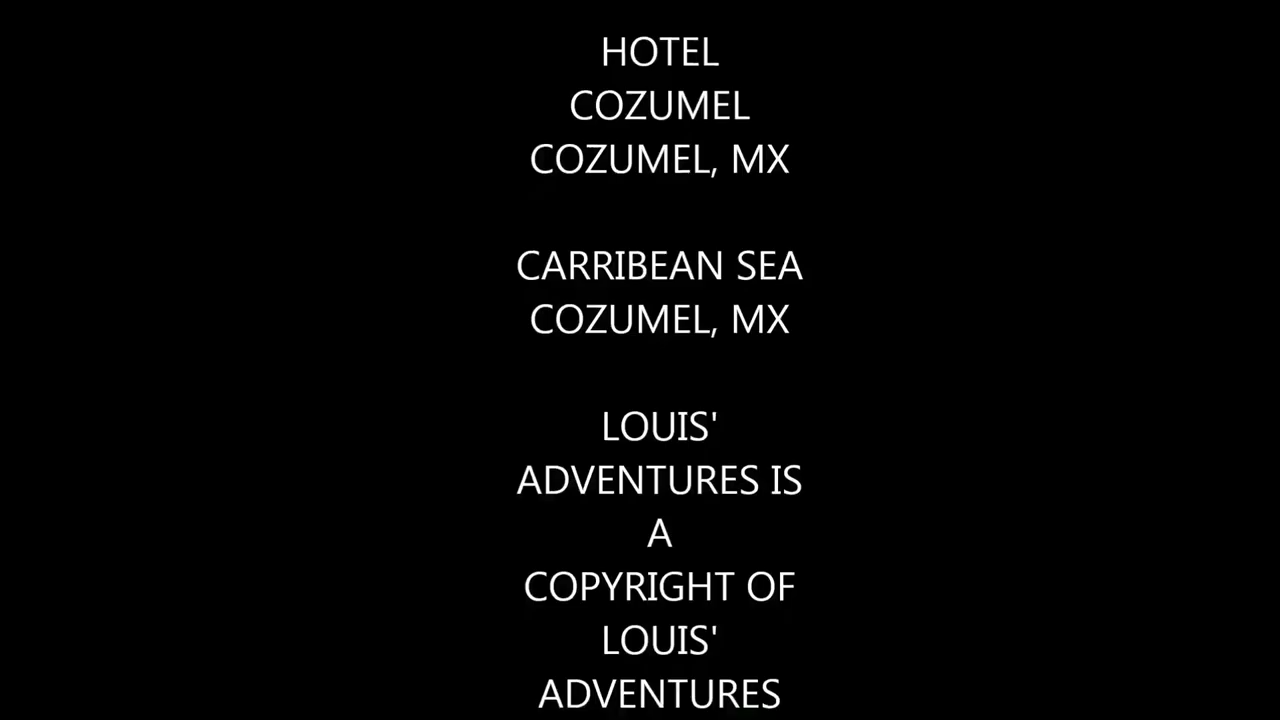 HOTEL
COZUMEL
COZUMEL, MX
CARRIBEAN SEA
COZUMEL, MX
LOUIS'
ADVENTURES IS
A
COPYRIGHT OF
LOUIS'
ADVENTURES